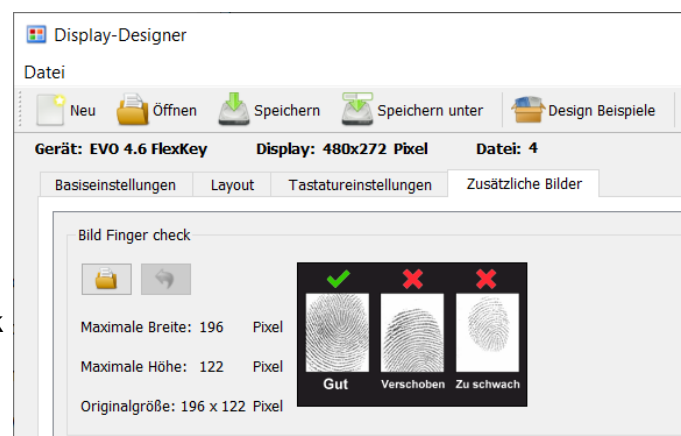 Display-Designer
Datei
Neu Öffnen Speichern Speichern unter Design Beispiele
Gerät: EVO 4.6 FlexKey Display: 480x272 Pixel Datei: 4
Basiseinstellungen Layout Tastatureinstellungen Zusätzliche Bilder
Bild Finger check
Maximale Breite: 196 Pixel
Maximale Höhe: 122 Pixel
Gut Verschoben Zu schwach
Originalgröße: 196 x 122 Pixel